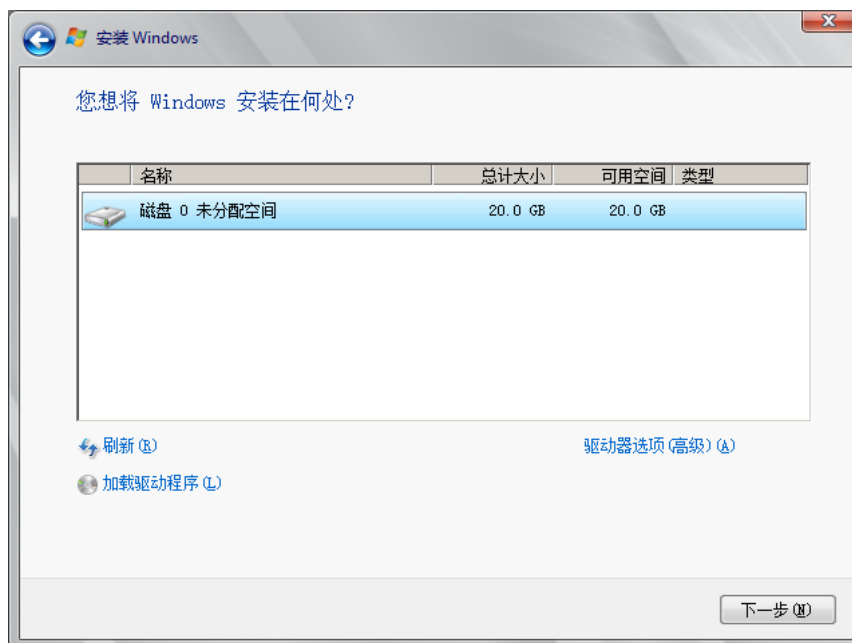 安装 Windows
您想将 Windows 安装在何处?
名称 总计大小 可用空间 类型
磁盘 0 未分配空间 20.0 GB 20.0 GB
刷新(R) 驱动器选项(高级)(A)
加载驱动程序(L)
下一步(N)